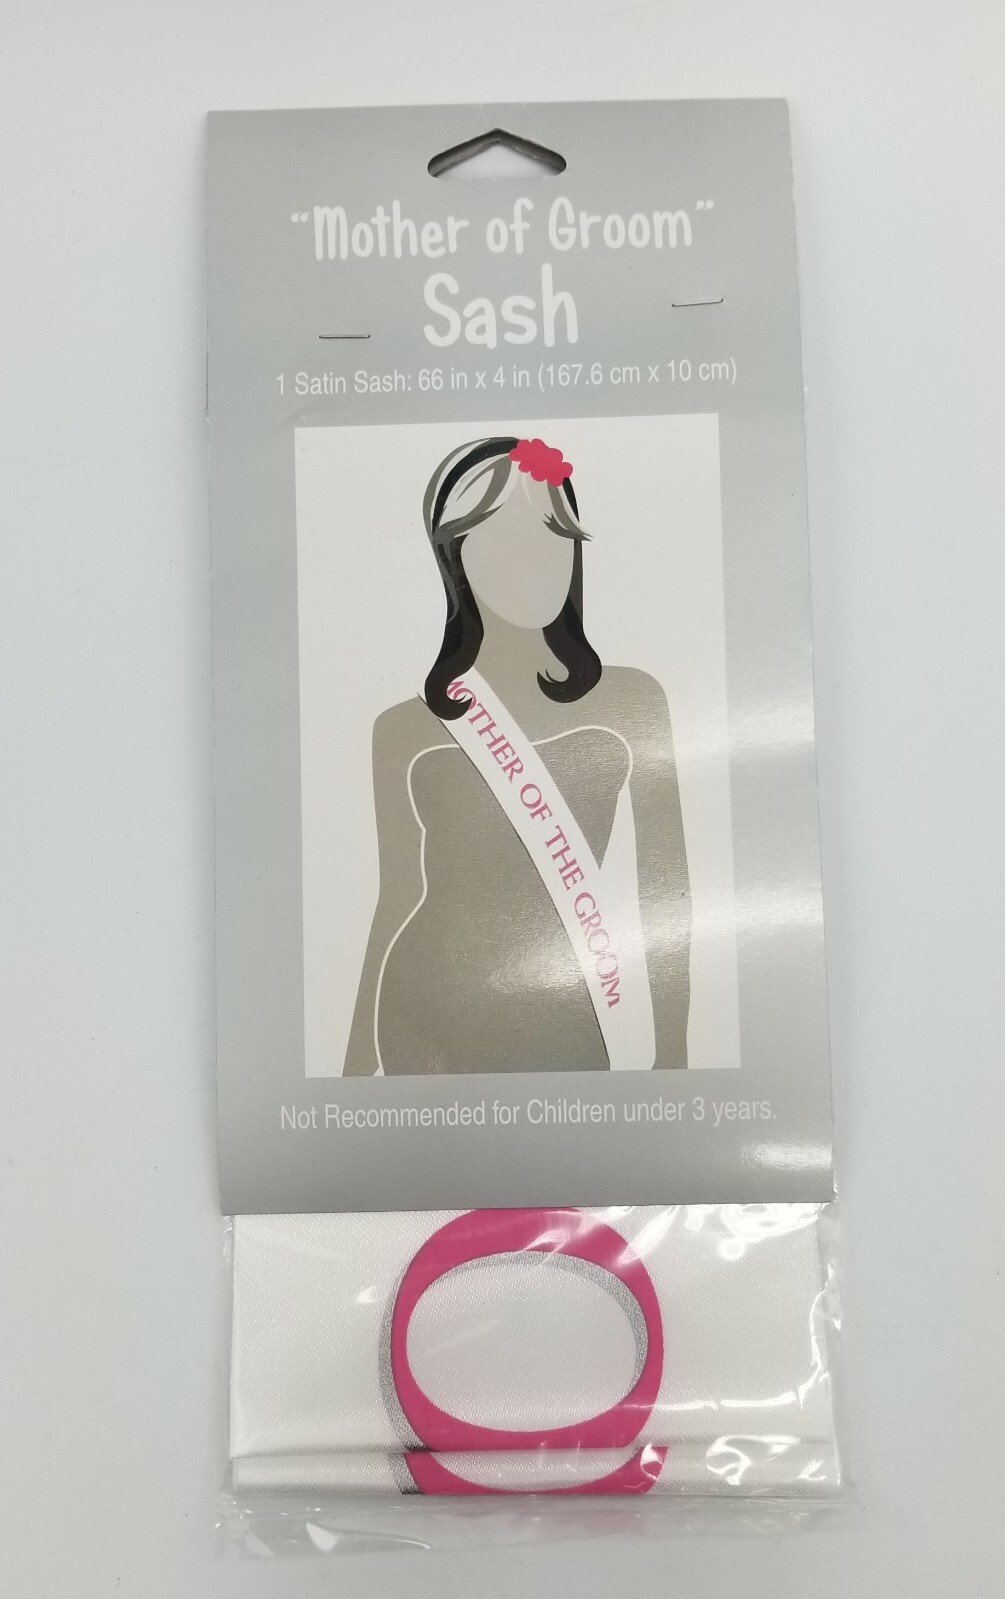 “Mother of Groom”
Sash
1 Satin Sash: 66 in x 4 in (167.6 cm x 10 cm)
MOTHER OF THE GROOM
Not Recommended for Children under 3 years.
O